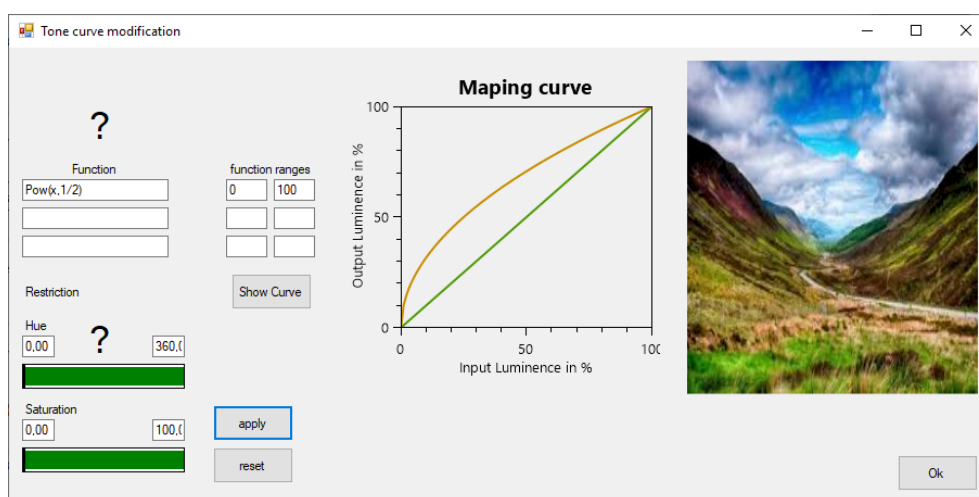 Tone curve modification
?
Function
function ranges
Pow(x,1/2)
0
100
Restriction
Show Curve
Hue
?
0,00
360,(
Saturation
0,00
100,(
apply
reset
Maping curve
Output Luminence in %
100
50
0
0
50
100
Input Luminence in %
Ok